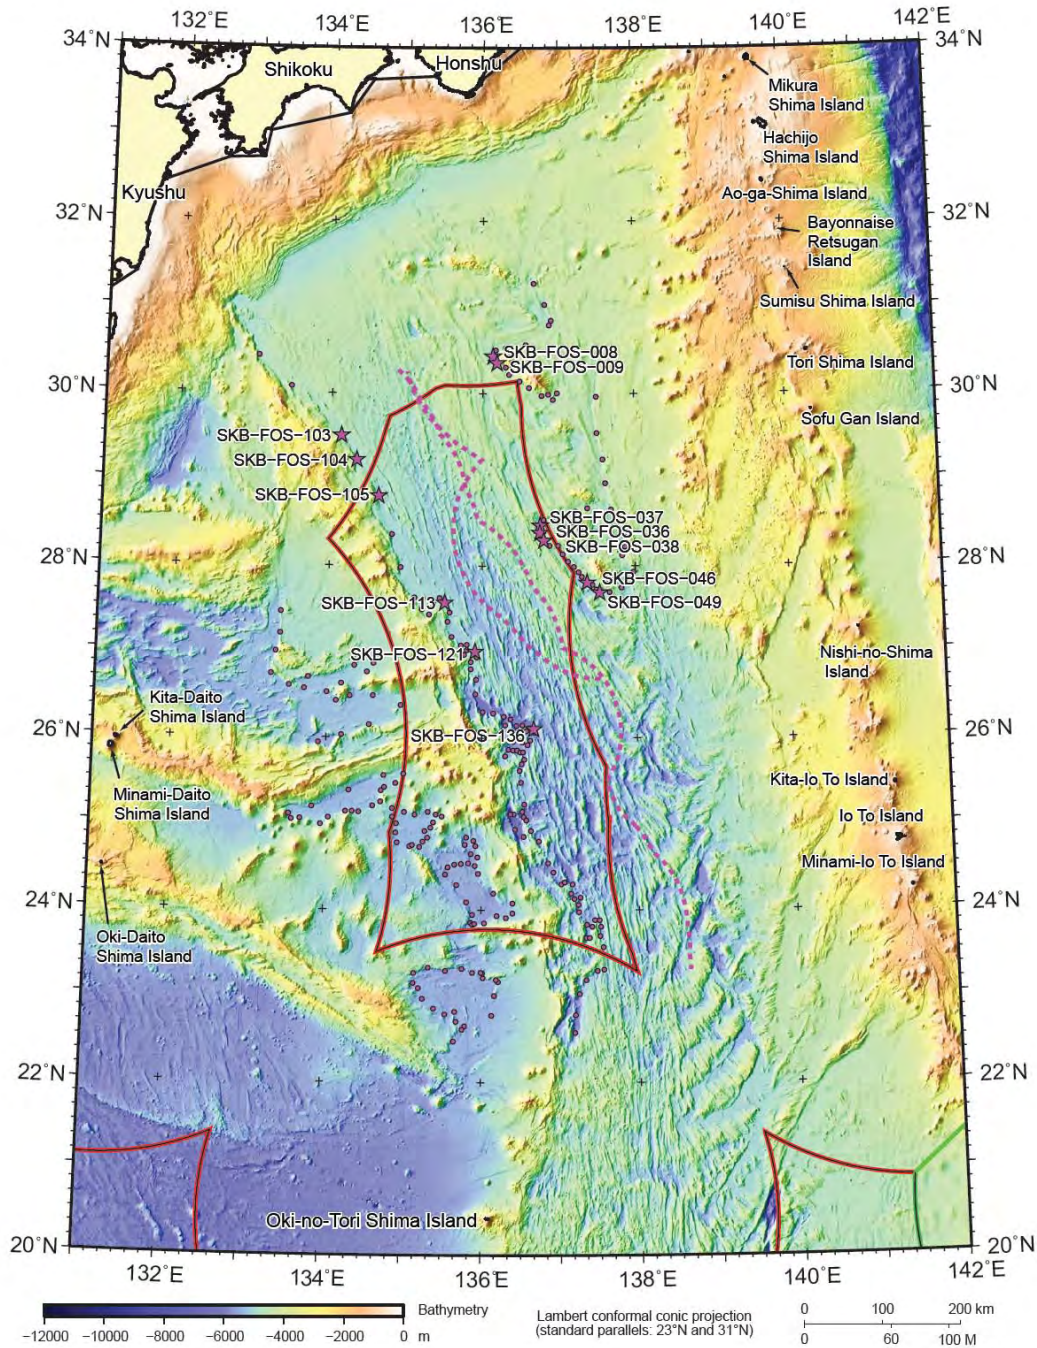 132°E 134°E 136°E 138°E 140°E 142°E
34°N 34°N
Shikoku
Honshu
Mikura
Shima Island
Hachijo
Shima Island
Kyushu
Ao-ga-Shima Island
32°N 32°N
Bayonnaise
Retsugan
Island
Sumisu Shima Island
SKB-FOS-008
SKB-FOS-009
Tori Shima Island
30°N 30°N
Sofu Gan Island
SKB-FOS-103
SKB-FOS-104
SKB-FOS-105
SKB-FOS-037
SKB-FOS-036
SKB-FOS-038
28°N 28°N
SKB-FOS-046
SKB-FOS-049
SKB-FOS-113
SKB-FOS-121
Nishi-no-Shima
Island
Kita-Daito
Shima Island
26°N 26°N
SKB-FOS-136
Minami-Daito
Shima Island
Kita-Io To Island
Io To Island
Minami-Io To Island
24°N 24°N
Oki-Daito
Shima Island
22°N 22°N
Oki-no-Tori Shima Island
20°N 20°N
132°E 134°E 136°E 138°E 140°E 142°E
Bathymetry
−12000 −10000 −8000 −6000 −4000 −2000 0 m
Lambert conformal conic projection
(standard parallels: 23°N and 31°N)
0 100 200 km
0 60 100 M